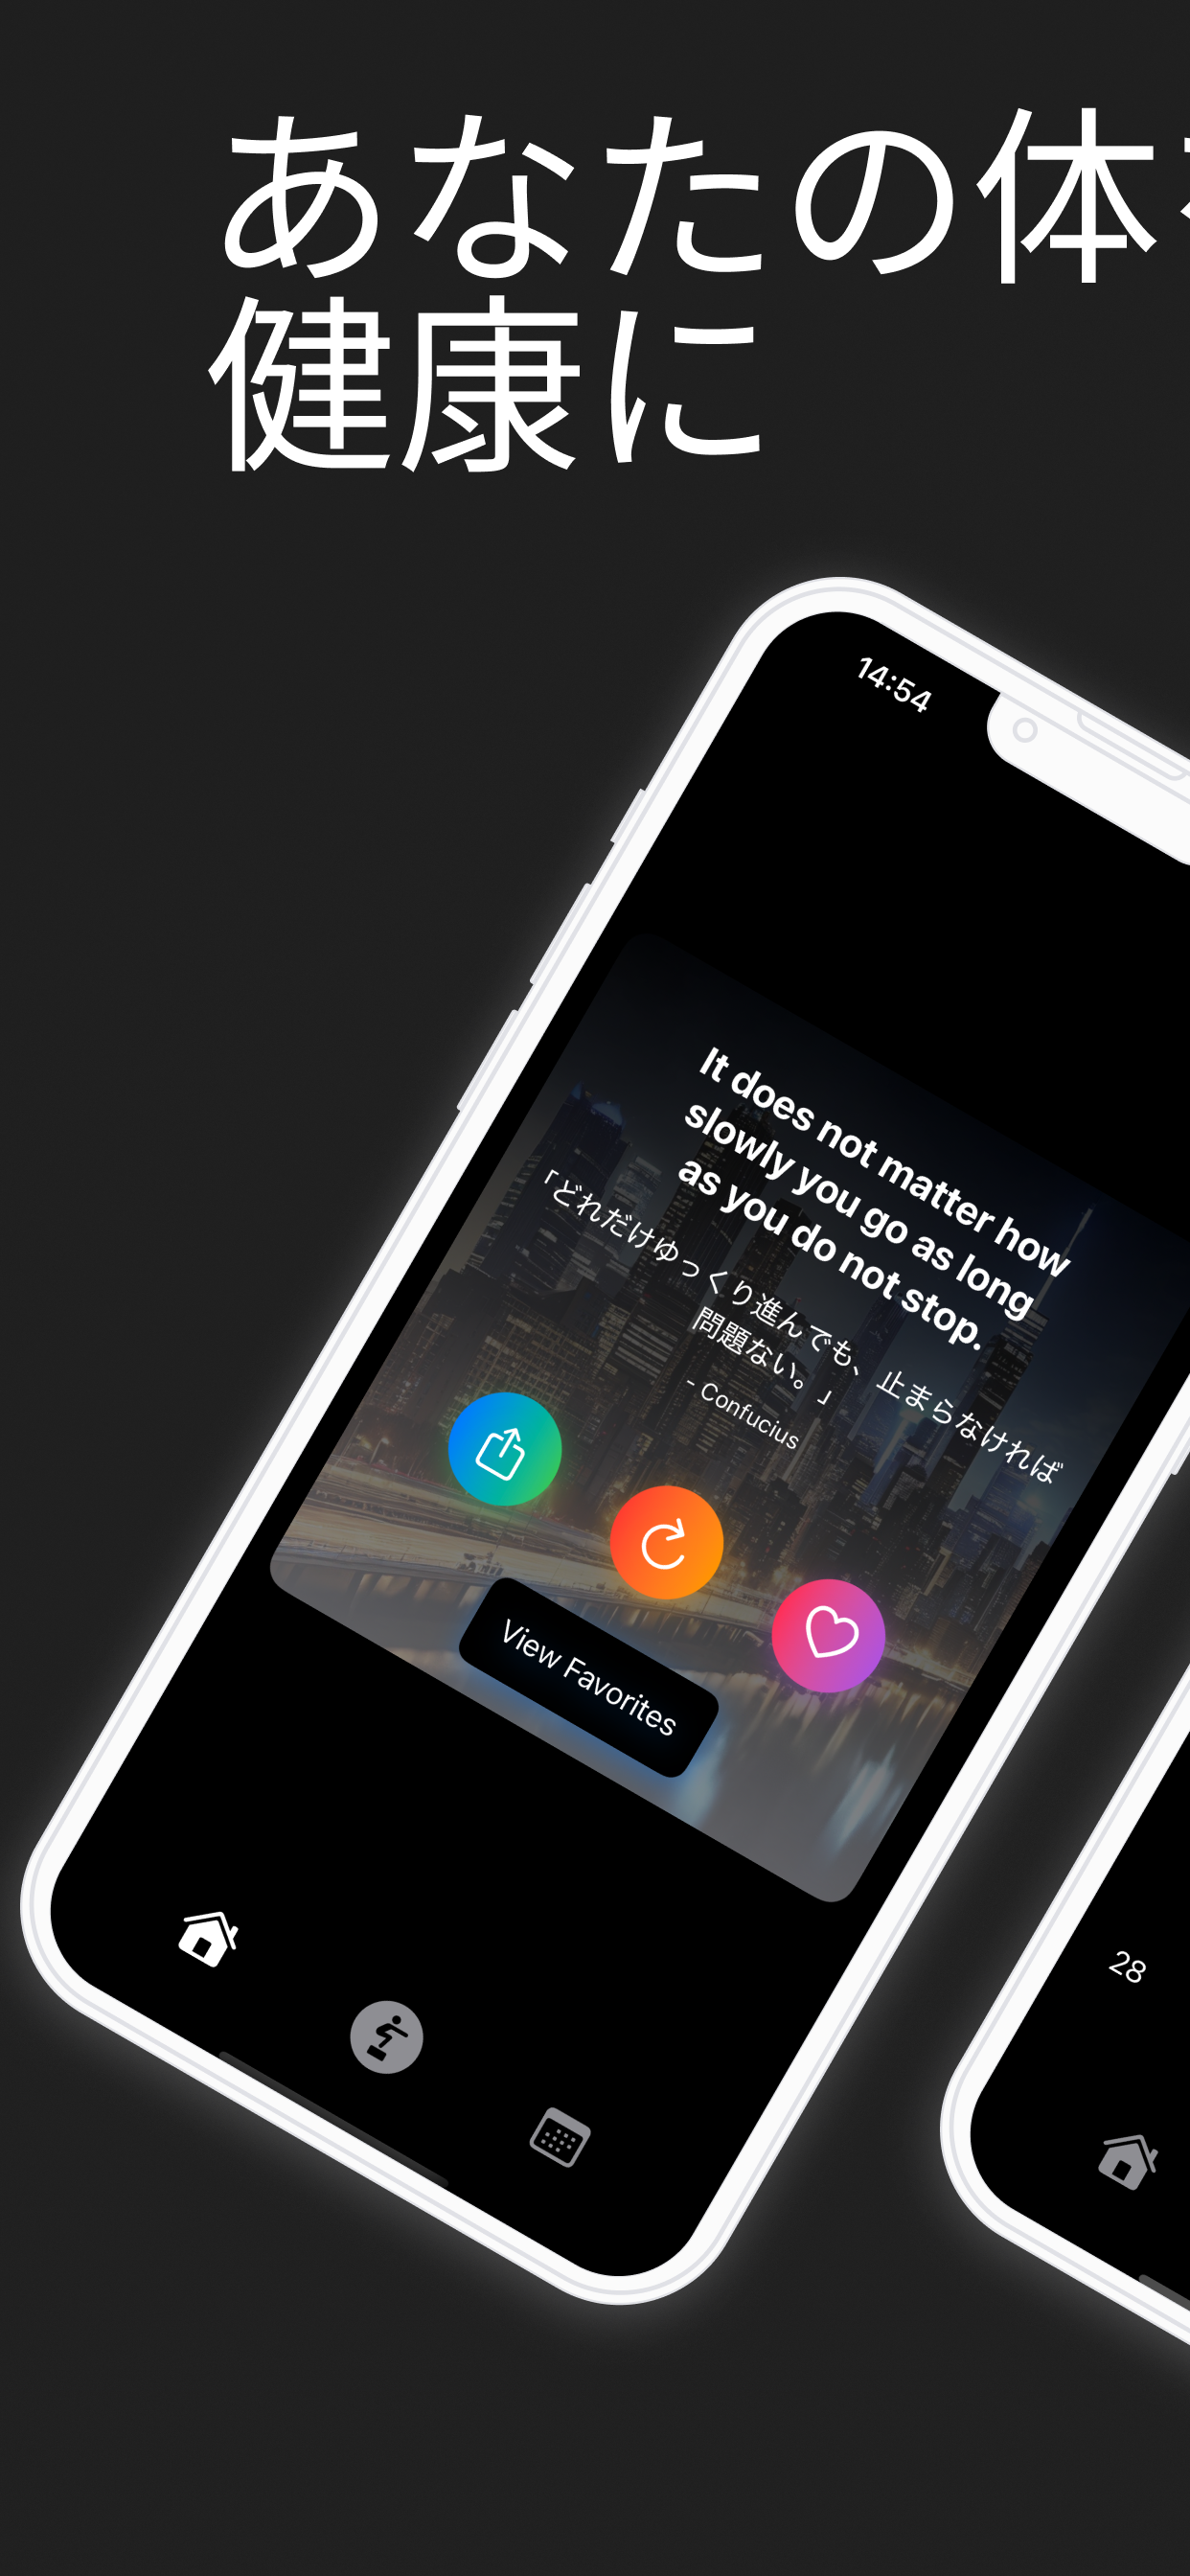 あなたの体を
健康に
14:54
It does not matter how
slowly you go as long
as you do not stop.
「どれだけゆっくり進んでも、止まらなければ
問題ない。」
- Confucius
View Favorites
28